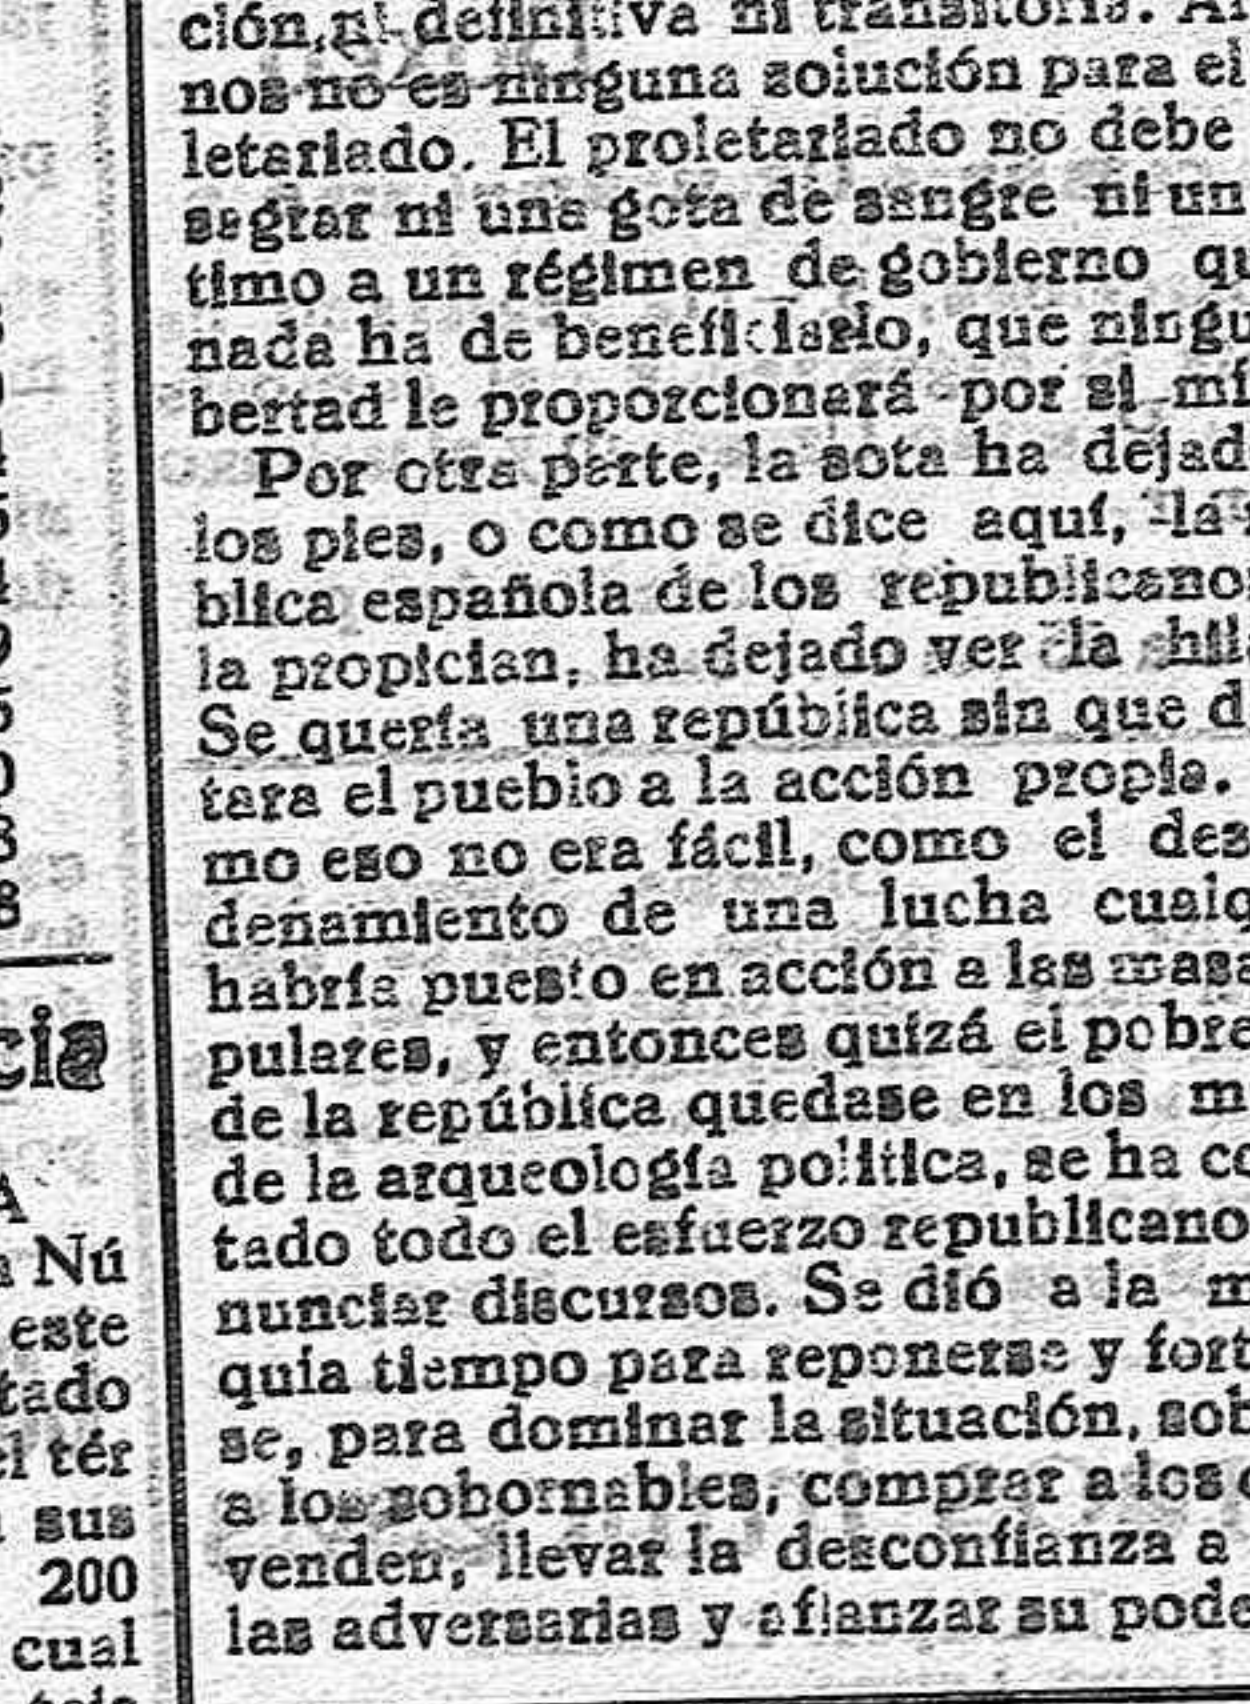 cia
A
Nú
este
tado
el tér
sus
200
cual
ción, ni definitiva ni transitoria.
nos no es ninguna solución para el
letariado. El proletariado no debe
sagrar ni una gota de sangre ni un
timo a un régimen de gobierno qu
nada ha de beneficiarlo, que ningu
bertad le proporcionará por si mi
Por otra parte, la sota ha dejad
los pies, o como se dice aquí, la
blica española de los republicano
la propician, ha dejado ver la hil
Se quería una república sin que d
tara el pueblo a la acción propia.
mo eso no era fácil, como el des
denamiento de una lucha cualq
habría puesto en acción a las masa
pulares, y entonces quizá el pobre
de la república quedase en los m
de la arqueología política, se ha co
tado todo el esfuerzo republicano
nunciar discursos. Se dió a la m
quia tiempo para reponerse y fort
se, para dominar la situación, sob
a los sobornables, comprar a los
venden, llevar la desconfianza a
las adversarias y afianzar su pode